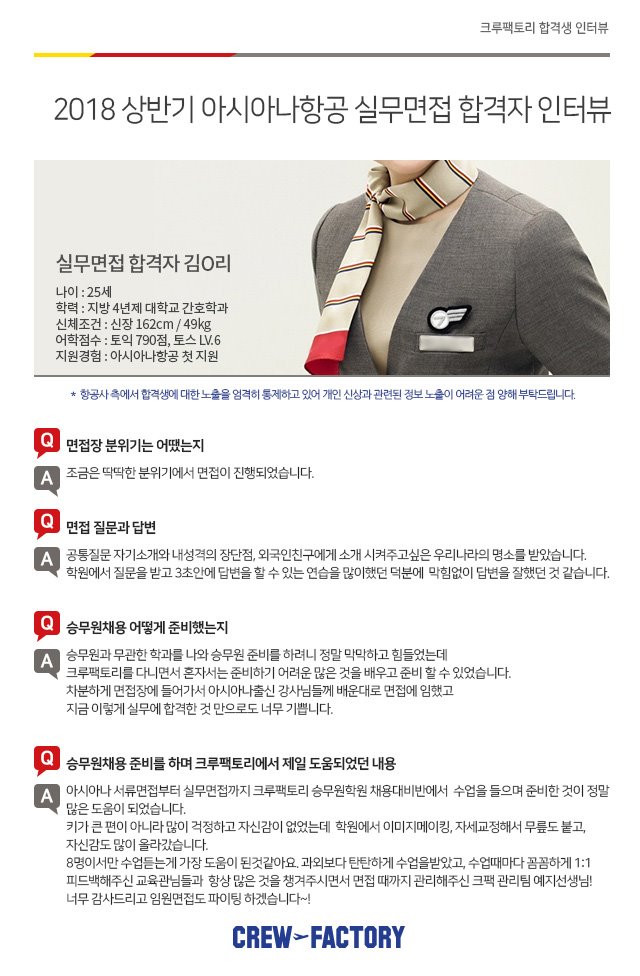 크루팩토리 합격생 인터뷰
2018 상반기 아시아나항공 실무면접 합격자 인터뷰
실무면접 합격자 김O리
나이 : 25세
학력 : 지방 4년제 대학교 간호학과
신체조건 : 신장 162cm / 49kg
어학점수 : 토익 790점, 토스 LV.6
지원경험 : 아시아나항공 첫 지원
* 항공사 측에서 합격생에 대한 노출을 엄격히 통제하고 있어 개인 신상과 관련된 정보 노출이 어려운 점 양해 부탁드립니다.
Q 면접장 분위기는 어땠는지
A 조금은 딱딱한 분위기에서 면접이 진행되었습니다.
Q 면접 질문과 답변
A 공통질문 자기소개와 내성격의 장단점, 외국인친구에게 소개 시켜주고싶은 우리나라의 명소를 받았습니다.
학원에서 질문을 받고 3초안에 답변을 할 수 있는 연습을 많이했던 덕분에 막힘없이 답변을 잘했던 것 같습니다.
Q 승무원채용 어떻게 준비했는지
A 승무원과 무관한 학과를 나와 승무원 준비를 하려니 정말 막막하고 힘들었는데
크루팩토리를 다니면서 혼자서는 준비하기 어려운 많은 것을 배우고 준비 할 수 있었습니다.
차분하게 면접장에 들어가서 아시아나출신 강사님들께 배운대로 면접에 임했고
지금 이렇게 실무에 합격한 것 만으로도 너무 기쁩니다.
Q 승무원채용 준비를 하며 크루팩토리에서 제일 도움되었던 내용
A 아시아나 서류면접부터 실무면접까지 크루팩토리 승무원학원 채용대비반에서 수업을 들으며 준비한 것이 정말
많은 도움이 되었습니다.
키가 큰 편이 아니라 많이 걱정하고 자신감이 없었는데 학원에서 이미지메이킹, 자세교정해서 무릎도 붙고,
자신감도 많이 올라갔습니다.
8명이서만 수업듣는게 가장 도움이 된것같아요. 과외보다 탄탄하게 수업을받았고, 수업때마다 꼼꼼하게 1:1
피드백해주신 교육관님들과 항상 많은 것을 챙겨주시면서 면접 때까지 관리해주신 크팩 관리팀 예지선생님!
너무 감사드리고 임원면접도 파이팅 하겠습니다~!
CREW FACTORY